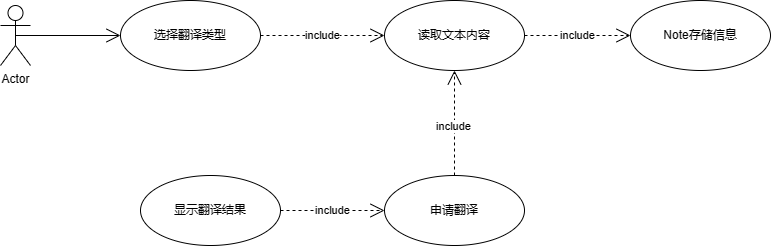 选择翻译类型
include
读取文本内容
include
Note存储信息
Actor
include
显示翻译结果
include
申请翻译